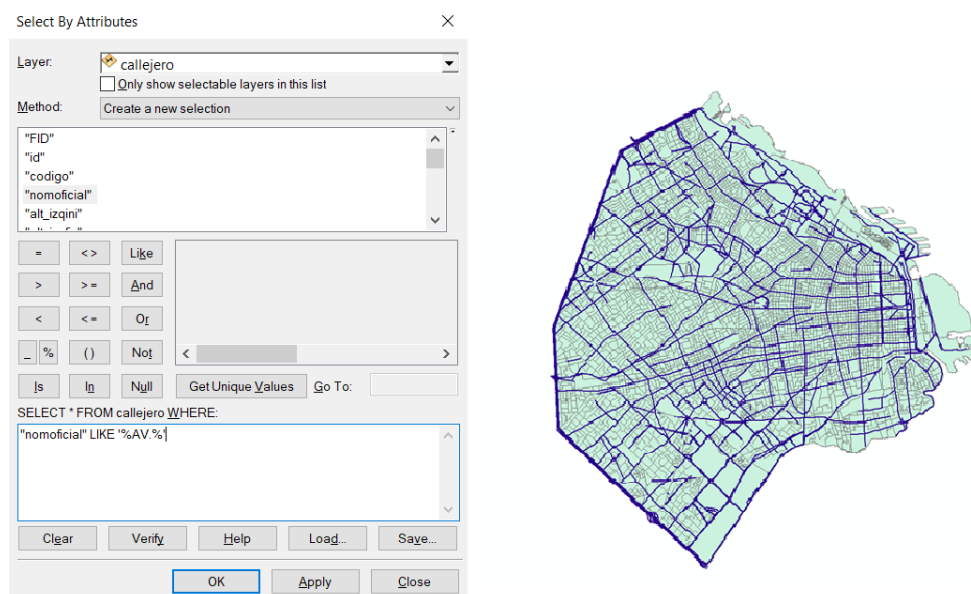 Select By Attributes
Layer: callejero
Only show selectable layers in this list
Method: Create a new selection
"FID"
"id"
"codigo"
"nomoficial"
"alt_izqini"
= <> Like
> >= And
< <= Or
_ % () Not
Is In Null Get Unique Values Go To:
SELECT * FROM callejero WHERE:
"nomoficial" LIKE '%AV.%'
Clear Verify Help Load... Save...
OK Apply Close